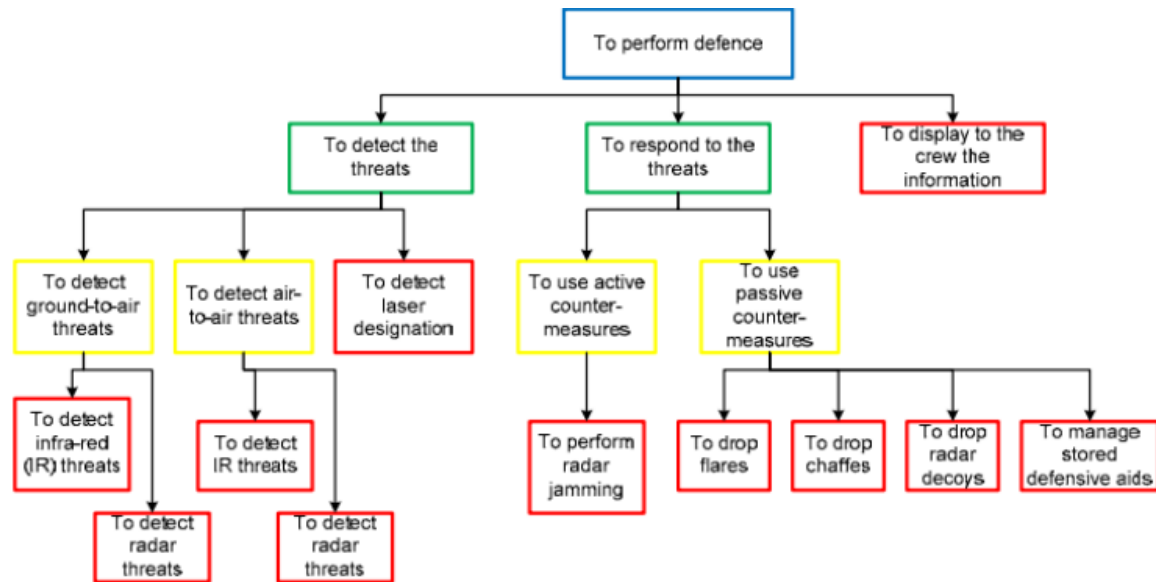 To perform defence
To detect the
threats
To respond to the
threats
To display to the
crew the
information
To detect
ground-to-air
threats
To detect air-
to-air threats
To detect
laser
designation
To use active
counter-
measures
To use
passive
counter-
measures
To detect
infra-red
(IR) threats
To detect
IR threats
To perform
radar
jamming
To drop
flares
To drop
chaffes
To drop
radar
decoys
To manage
stored
defensive aids
To detect
radar
threats
To detect
radar
threats